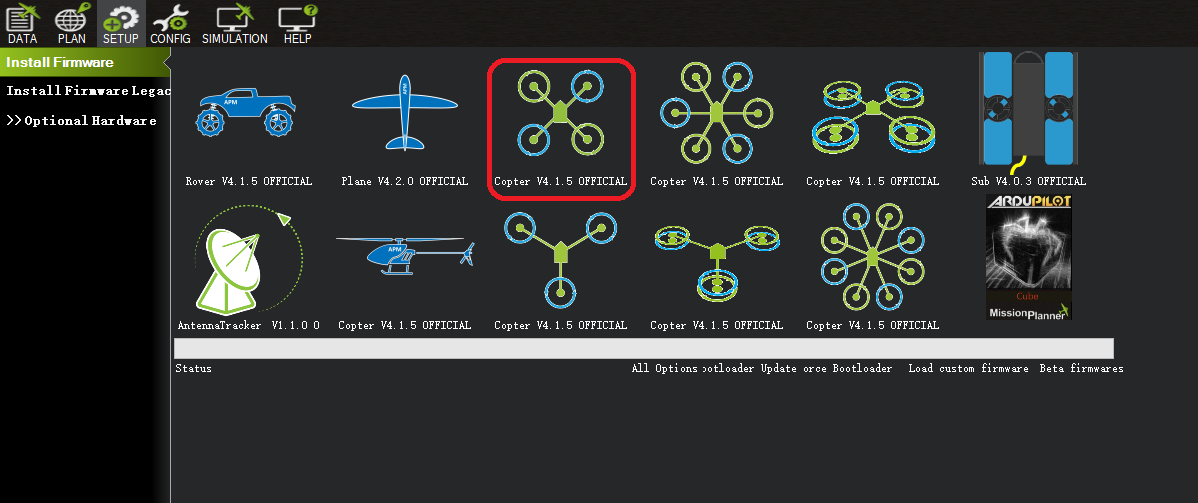 DATA PLAN SETUP CONFIG SIMULATION HELP
Install Firmware
Install Firmware Legac
>> Optional Hardware
APM
APM
Rover V4.1.5 OFFICIAL
Plane V4.2.0 OFFICIAL
Copter V4.1.5 OFFICIAL
Copter V4.1.5 OFFICIAL
Copter V4.1.5 OFFICIAL
Sub V4.0.3 OFFICIAL
APM
ARDUPILOT
Cube
MissionPlanner
AntennaTracker V1.1.0 O
Copter V4.1.5 OFFICIAL
Copter V4.1.5 OFFICIAL
Copter V4.1.5 OFFICIAL
Copter V4.1.5 OFFICIAL
Status
All Options
ootloader Update
orce Bootloader
Load custom firmware
Beta firmwares